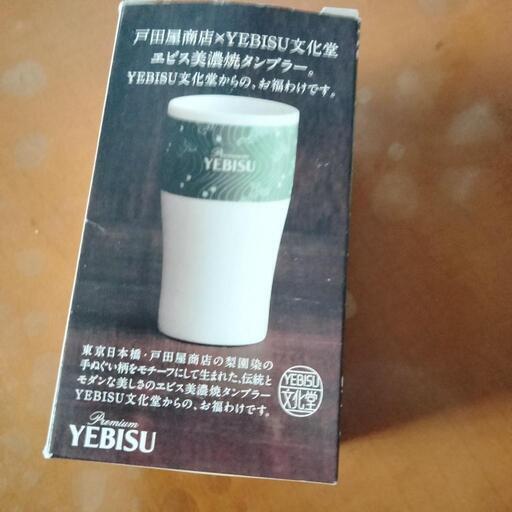 戸田屋商店×YEBISU文化堂
ヱビス美濃焼タンブラー。
YEBISU文化堂からの、お福わけです。
Premium
YEBISU
東京日本橋・戸田屋商店の梨園染の
手ぬぐい柄をモチーフにして生まれた、伝統と
モダンな美しさのヱビス美濃焼タンブラー
YEBISU文化堂からの、お福わけです。
YEBISU
文化堂
Premium
YEBISU